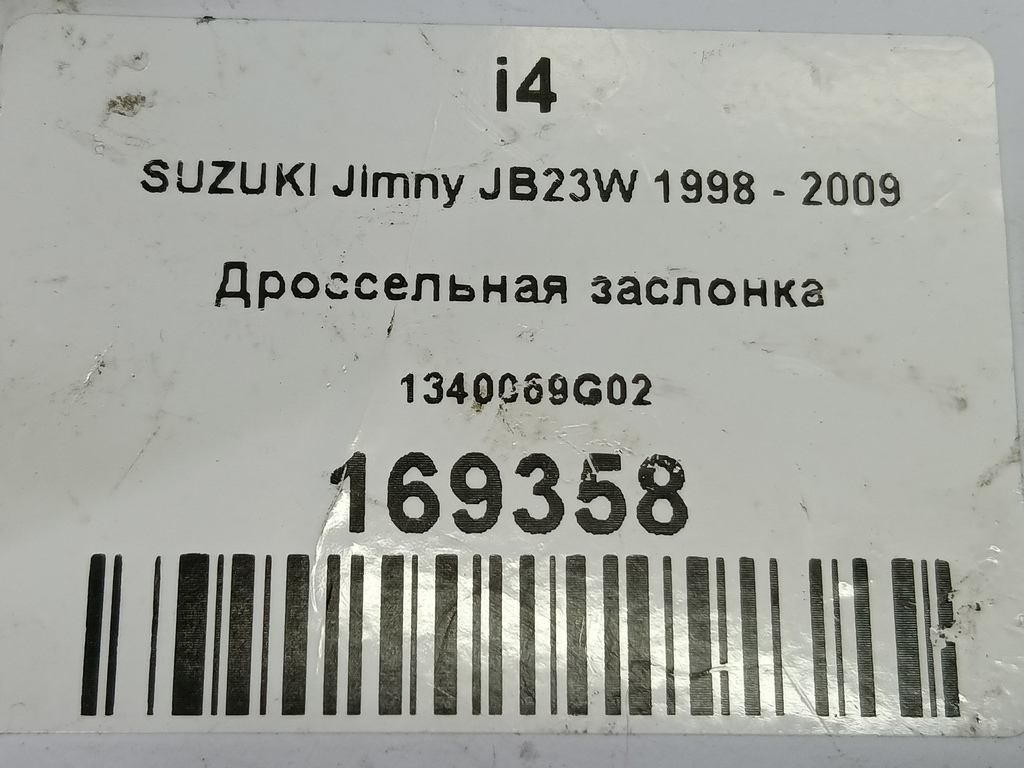 i4
SUZUKI Jimny JB23W 1998 - 2009
Дроссельная заслонка
1340069G02
169358